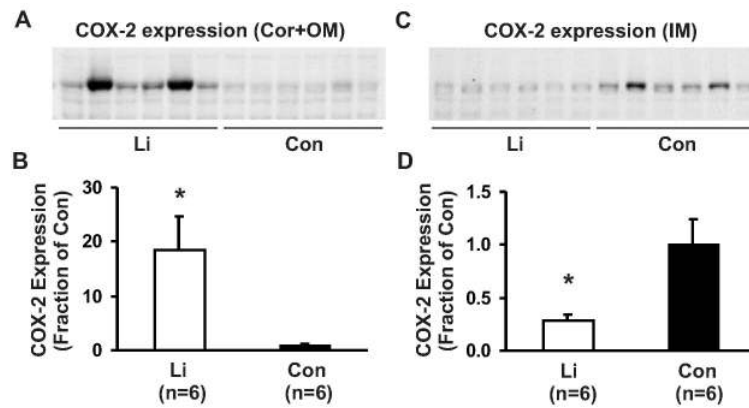 A
COX-2 expression (Cor+OM)
Li
Con
B
COX-2 Expression
(Fraction of Con)
30
20
10
0
*
Li
(n=6)
Con
(n=6)
C
COX-2 expression (IM)
Li
Con
D
COX-2 Expression
(Fraction of Con)
1.5
1.0
0.5
0.0
*
Li
(n=6)
Con
(n=6)